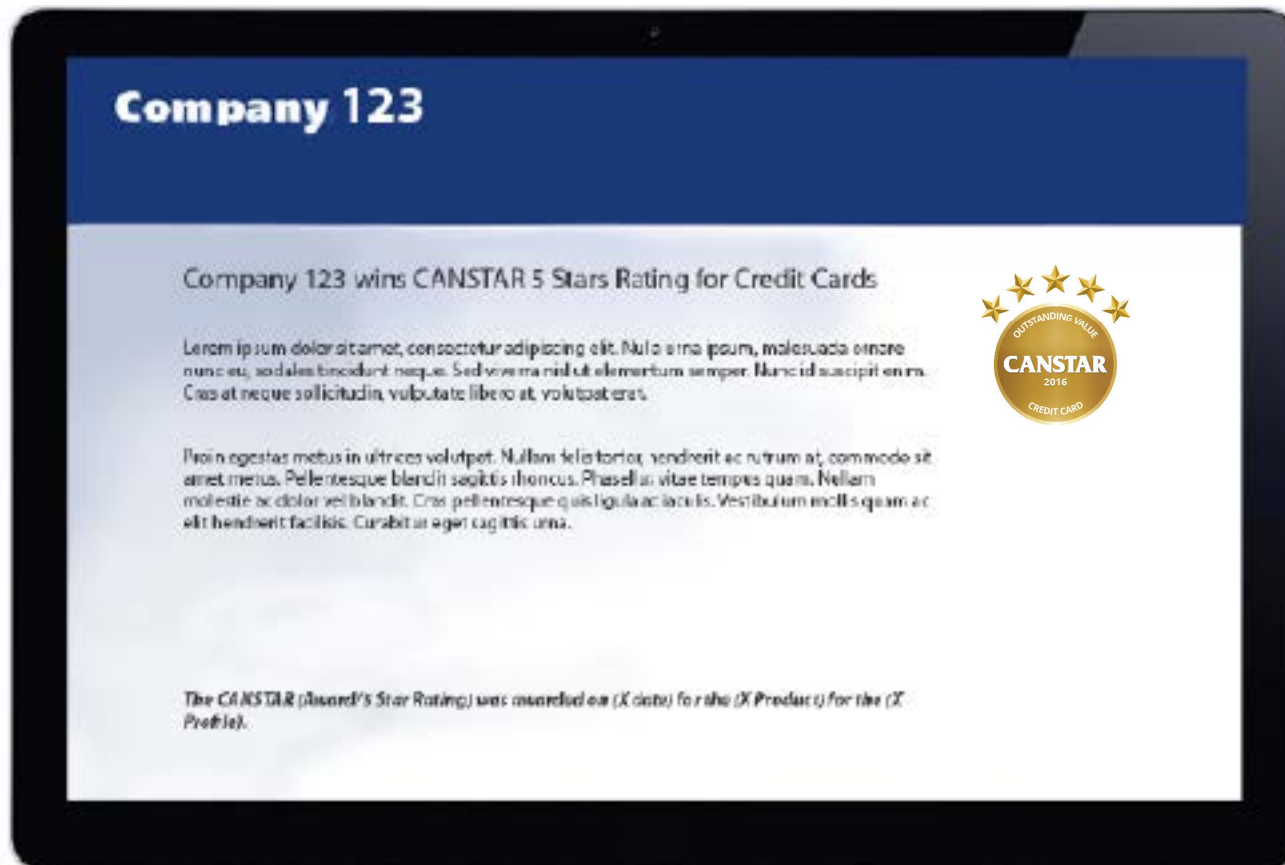 Company 123
Company 123 wins CANSTAR 5 Stars Rating for Credit Cards
Lorem ipsum dolor sit amet, consectetur adipiscing elit. Nulla urna ipsum, malesuada ornare
nunc eu, sodales tincidunt neque. Sed viverra nisl ut elementum semper. Nunc id suscipit enim.
Cras at neque sollicitudin, vulputate libero at, volutpat erat.
Proin egestas metus in ultrices volutpat. Nullam felis tortor, hendrerit ac rutrum at, commodo sit
amet metus. Pellentesque blandit sagittis rhoncus. Phasellus vitae tempus quam. Nullam
molestie ac dolor vel blandit. Cras pellentesque quis ligula ac iaculis. Vestibulum mollis quam ac
elit hendrerit facilisis. Curabitur eget sagittis urna.
The CANSTAR (Award's Star Rating) was awarded on (X date) for the (X Product) for the (X
Profile).
OUTSTANDING VALUE
CANSTAR
2016
CREDIT CARD